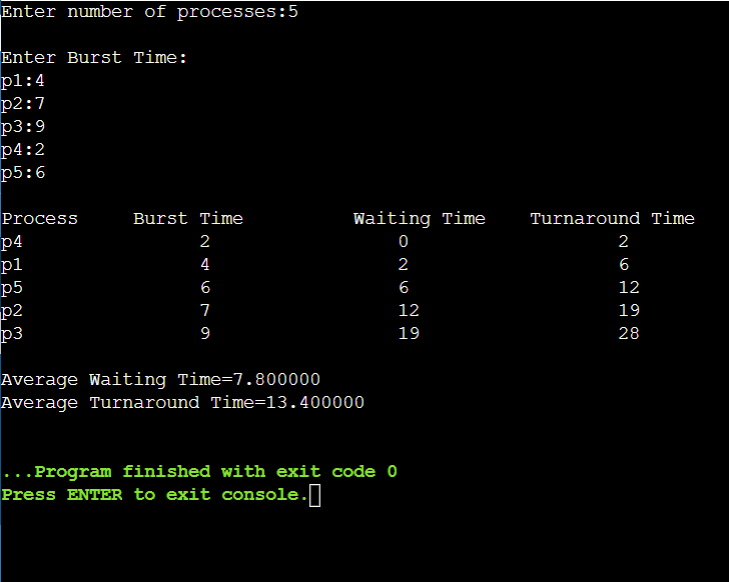 Enter number of processes:5
Enter Burst Time:
p1:4
p2:7
p3:9
p4:2
p5:6
Process Burst Time Waiting Time Turnaround Time
p4 2 0 2
p1 4 2 6
p5 6 6 12
p2 7 12 19
p3 9 19 28
Average Waiting Time=7.800000
Average Turnaround Time=13.400000
...Program finished with exit code 0
Press ENTER to exit console.